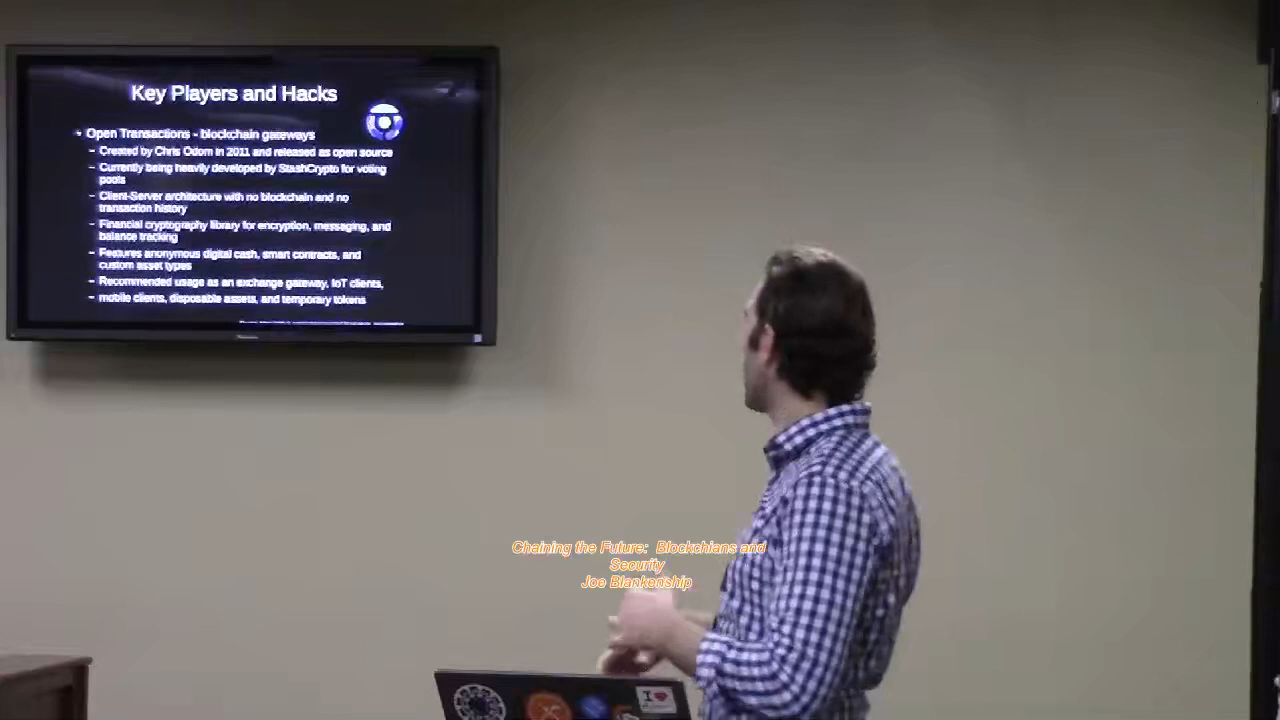 Key Players and Hacks
Open Transactions - blockchain gateways
– Created by Chris Odom in 2011 and released as open source
– Currently being heavily developed by StashCrypto for voting
pools
– Client-Server architecture with no blockchain and no
transaction history
– Financial cryptography library for encryption, messaging, and
balance tracking
– Features anonymous digital cash, smart contracts, and
custom asset types
– Recommended usage as an exchange gateway, IoT clients,
– mobile clients, disposable assets, and temporary tokens
Chaining the Future: Blockchians and
Security
Joe Blankenship
I